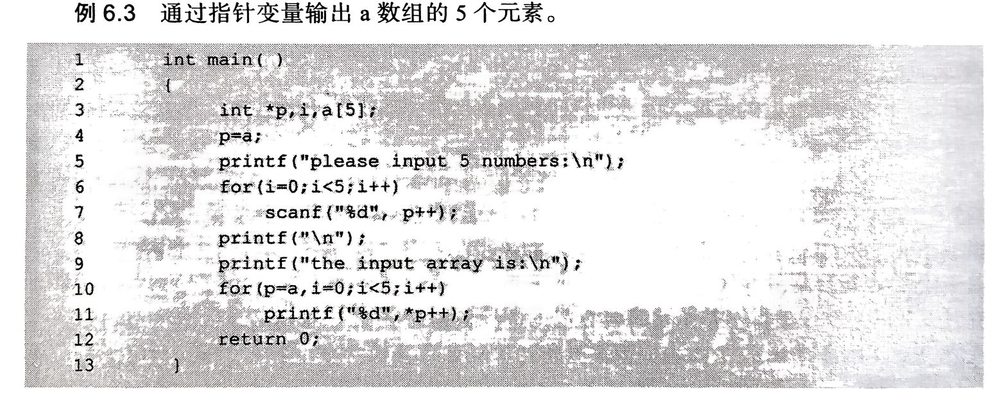 例 6.3 通过指针变量输出 a 数组的 5 个元素。
1 int main( )
2 {
3 int *p,i,a[5];
4 p=a;
5 printf("please input 5 numbers:\n");
6 for(i=0;i<5;i++)
7 scanf("%d", p++);
8 printf("\n");
9 printf("the input array is:\n");
10 for(p=a,i=0;i<5;i++)
11 printf("%d",*p++);
12 return 0;
13 }